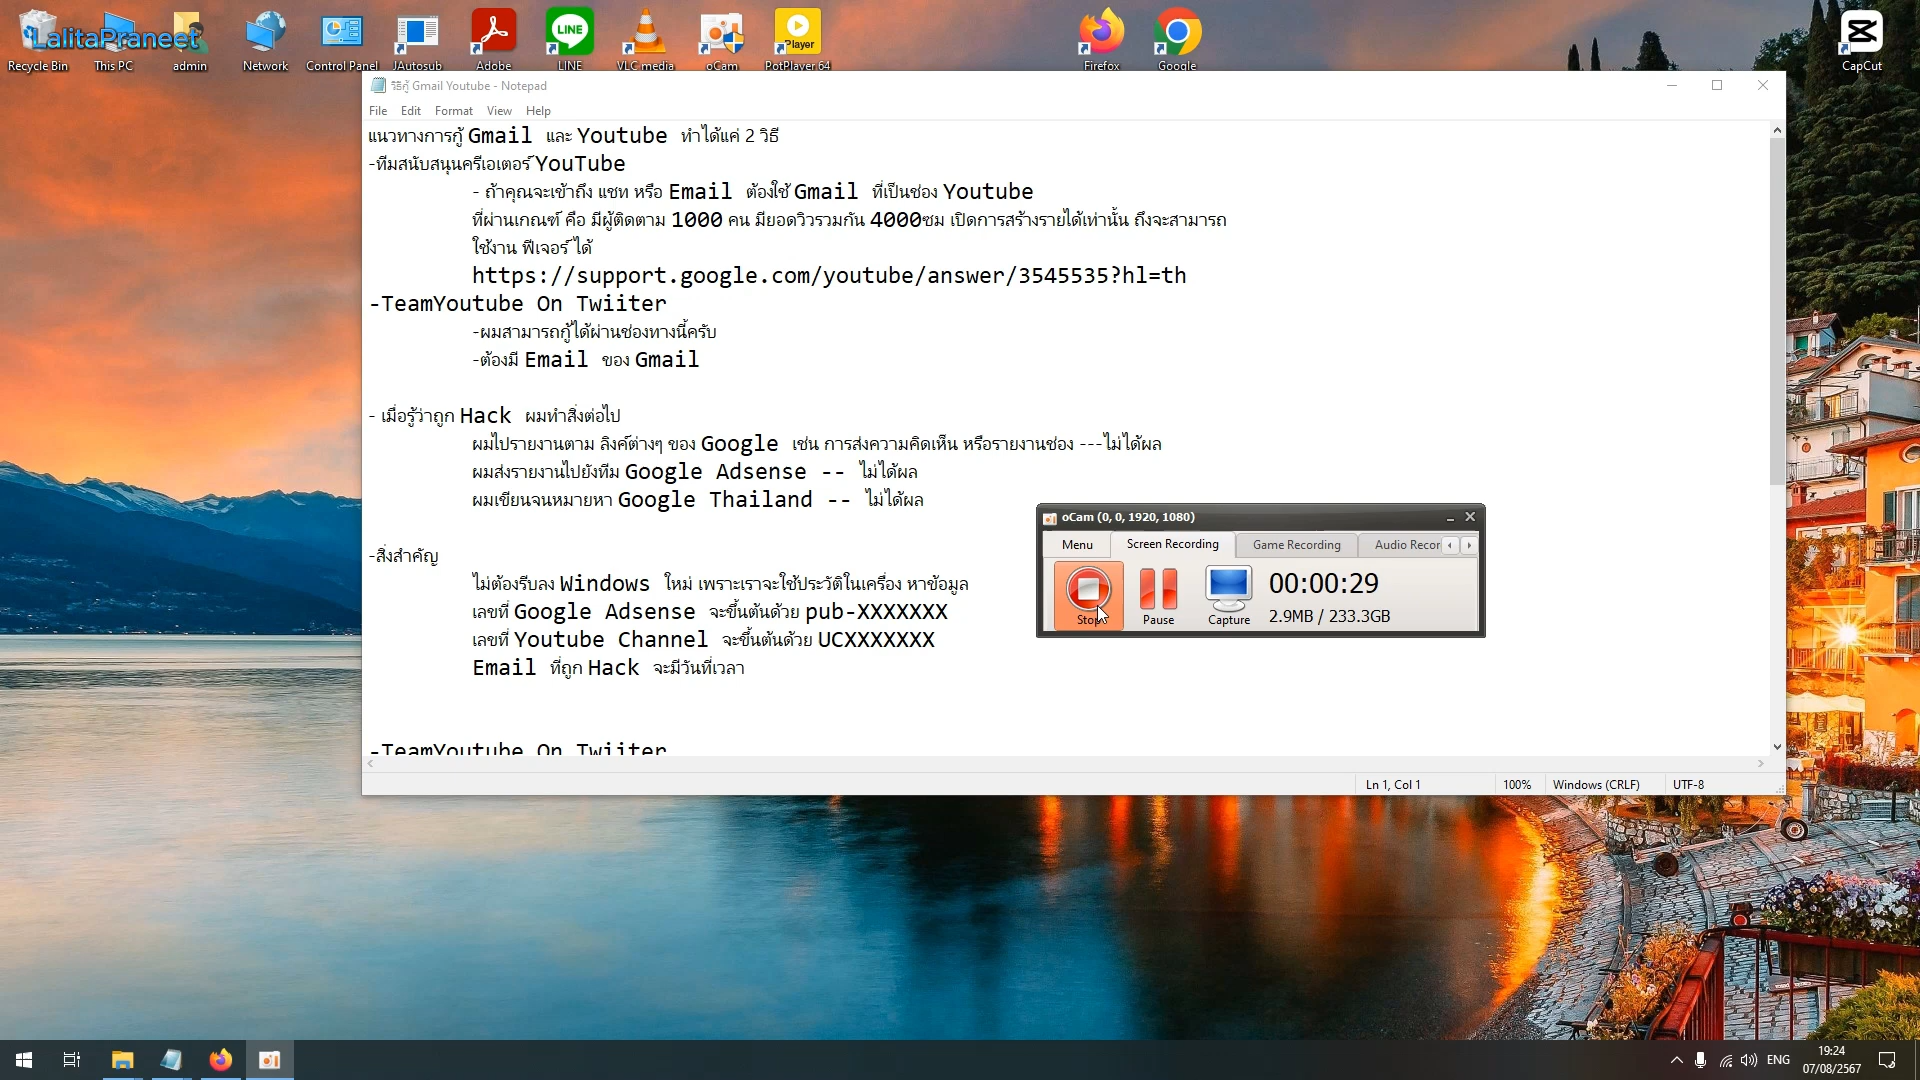 LalitaPraneet
Recycle Bin
This PC
admin
Network
Control Panel
JAutosub
Adobe
LINE
VLC media
oCam
PotPlayer 64
Firefox
Google
CapCut
วิธีกู้ Gmail Youtube - Notepad
File Edit Format View Help
แนวทางการกู้ Gmail และ Youtube ทำได้แค่ 2 วิธี
-ทีมสนับสนุนครีเอเตอร์ YouTube
- ถ้าคุณจะเข้าถึง แชท หรือ Email ต้องใช้ Gmail ที่เป็นช่อง Youtube
ที่ผ่านเกณฑ์ คือ มีผู้ติดตาม 1000 คน มียอดวิวรวมกัน 4000ซม เปิดการสร้างรายได้เท่านั้น ถึงจะสามารถ
ใช้งาน ฟีเจอร์ ได้
https://support.google.com/youtube/answer/3545535?hl=th
-TeamYoutube On Twiiter
-ผมสามารถกู้ได้ผ่านช่องทางนี้ครับ
-ต้องมี Email ของ Gmail
- เมื่อรู้ว่าถูก Hack ผมทำสิ่งต่อไป
ผมไปรายงานตาม ลิงค์ต่างๆ ของ Google เช่น การส่งความคิดเห็น หรือรายงานช่อง ---ไม่ได้ผล
ผมส่งรายงานไปยังทีม Google Adsense -- ไม่ได้ผล
ผมเขียนจนหมายหา Google Thailand -- ไม่ได้ผล
-สิ่งสำคัญ
ไม่ต้องรีบลง Windows ใหม่ เพราะเราจะใช้ประวัติในเครื่อง หาข้อมูล
เลขที่ Google Adsense จะขึ้นต้นด้วย pub-XXXXXXX
เลขที่ Youtube Channel จะขึ้นต้นด้วย UCXXXXXXX
Email ที่ถูก Hack จะมีวันที่เวลา
-TeamYoutube On Twiiter
Ln 1, Col 1
100%
Windows (CRLF)
UTF-8
oCam (0, 0, 1920, 1080)
Menu
Screen Recording
Game Recording
Audio Recor
Stop
Pause
Capture
00:00:29
2.9MB / 233.3GB
ENG
19:24
07/08/2567